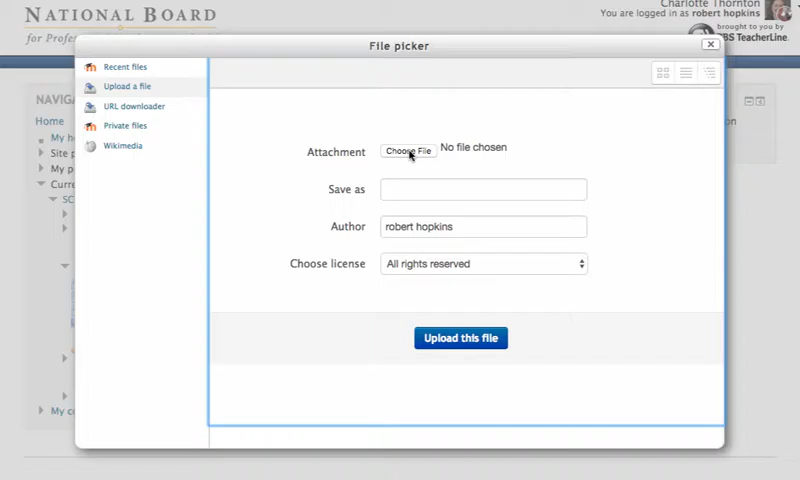 NATIONAL BOARD
Charlotte Thornton
You are logged in as robert hopkins
for Profes
brought to you by
PBS TEACHERLINE
File picker
Recent files
Upload a file
URL downloader
Private files
Wikimedia
NAVIG
Home
My h
Site p
My p
Curre
SC
My c
on
Attachment
Choose File
No file chosen
Save as
Author
robert hopkins
Choose license
All rights reserved
Upload this file